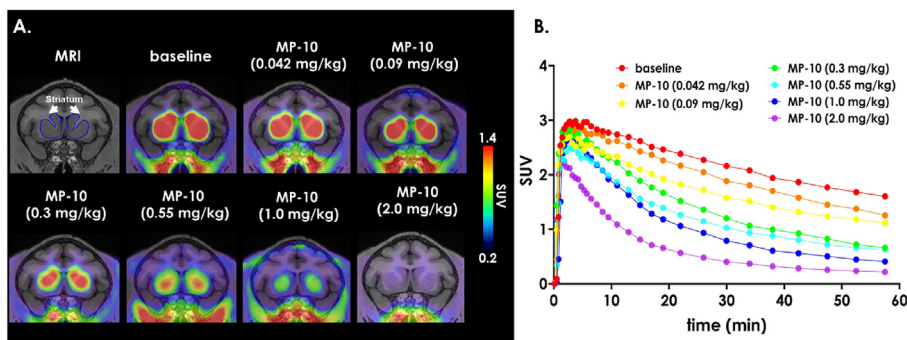 A.
MRI
baseline
MP-10
(0.042 mg/kg)
MP-10
(0.09 mg/kg)
Striatum
MP-10
(0.3 mg/kg)
MP-10
(0.55 mg/kg)
MP-10
(1.0 mg/kg)
MP-10
(2.0 mg/kg)
1.4
SUV
0.2
B.
baseline
MP-10 (0.042 mg/kg)
MP-10 (0.09 mg/kg)
MP-10 (0.3 mg/kg)
MP-10 (0.55 mg/kg)
MP-10 (1.0 mg/kg)
MP-10 (2.0 mg/kg)
SUV
4
3
2
1
0
0 10 20 30 40 50 60
time (min)